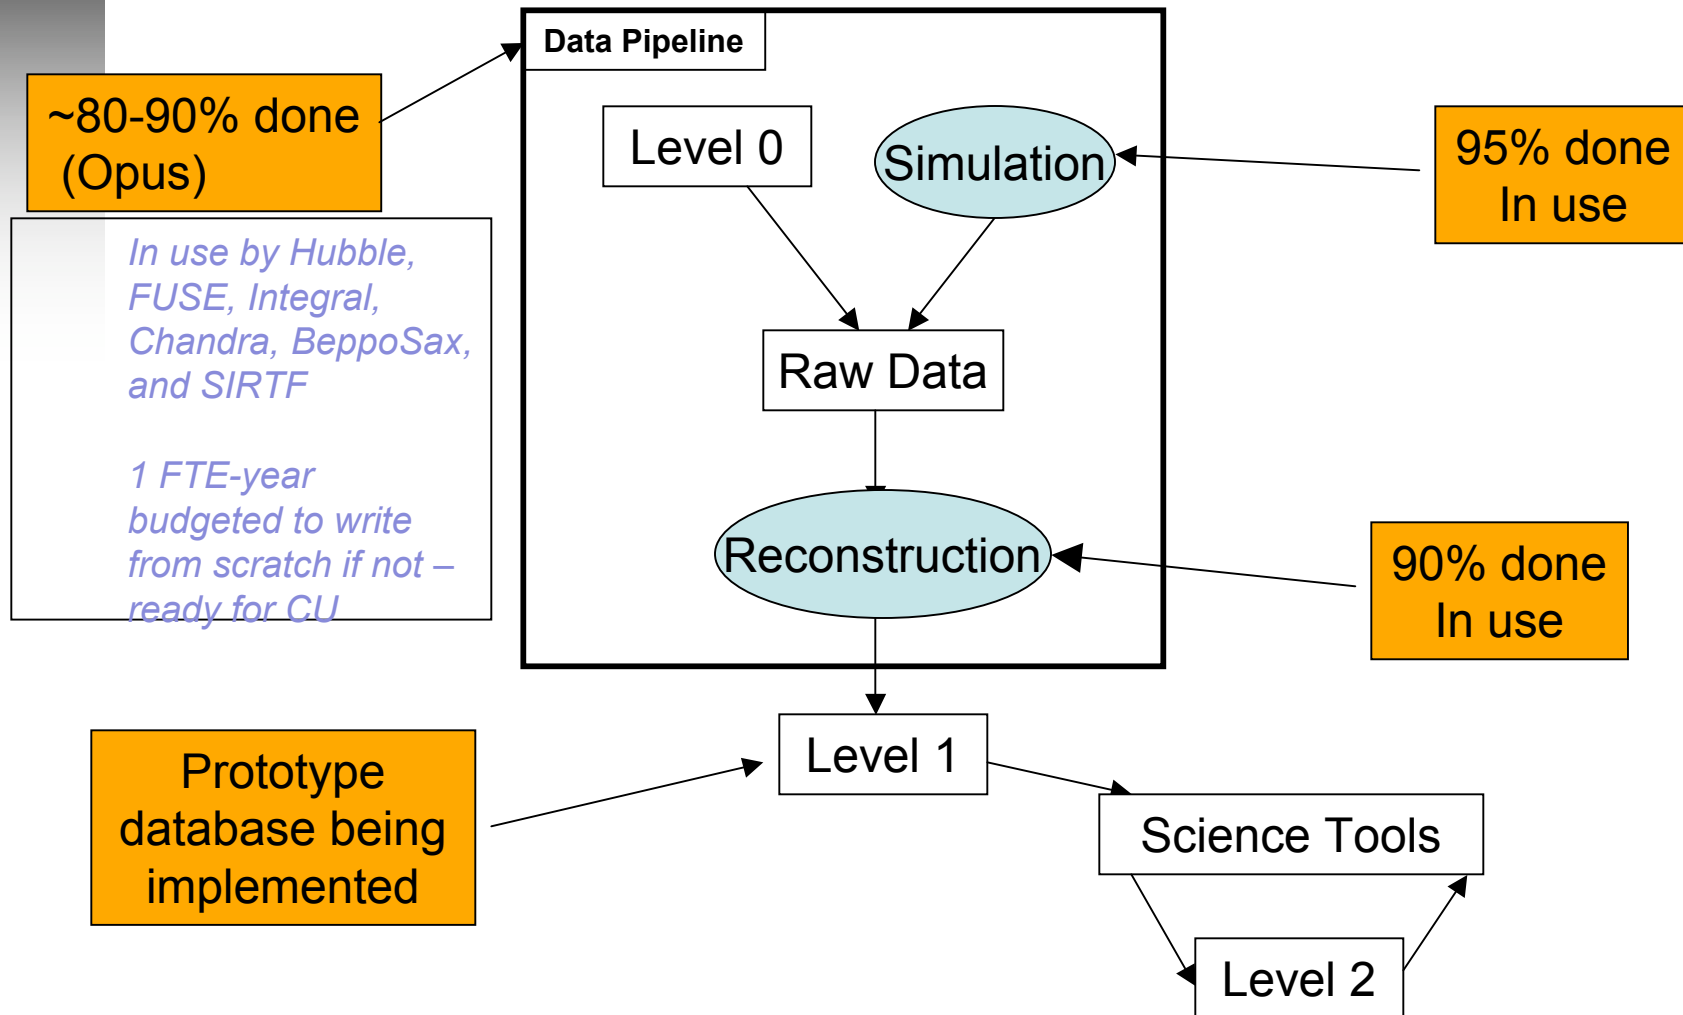 Data Pipeline
~80-90% done
(Opus)
Level 0
Simulation
95% done
In use
In use by Hubble,
FUSE, Integral,
Chandra, BeppoSax,
and SIRTF
1 FTE-year
budgeted to write
from scratch if not –
ready for CU
Raw Data
Reconstruction
90% done
In use
Level 1
Prototype
database being
implemented
Science Tools
Level 2